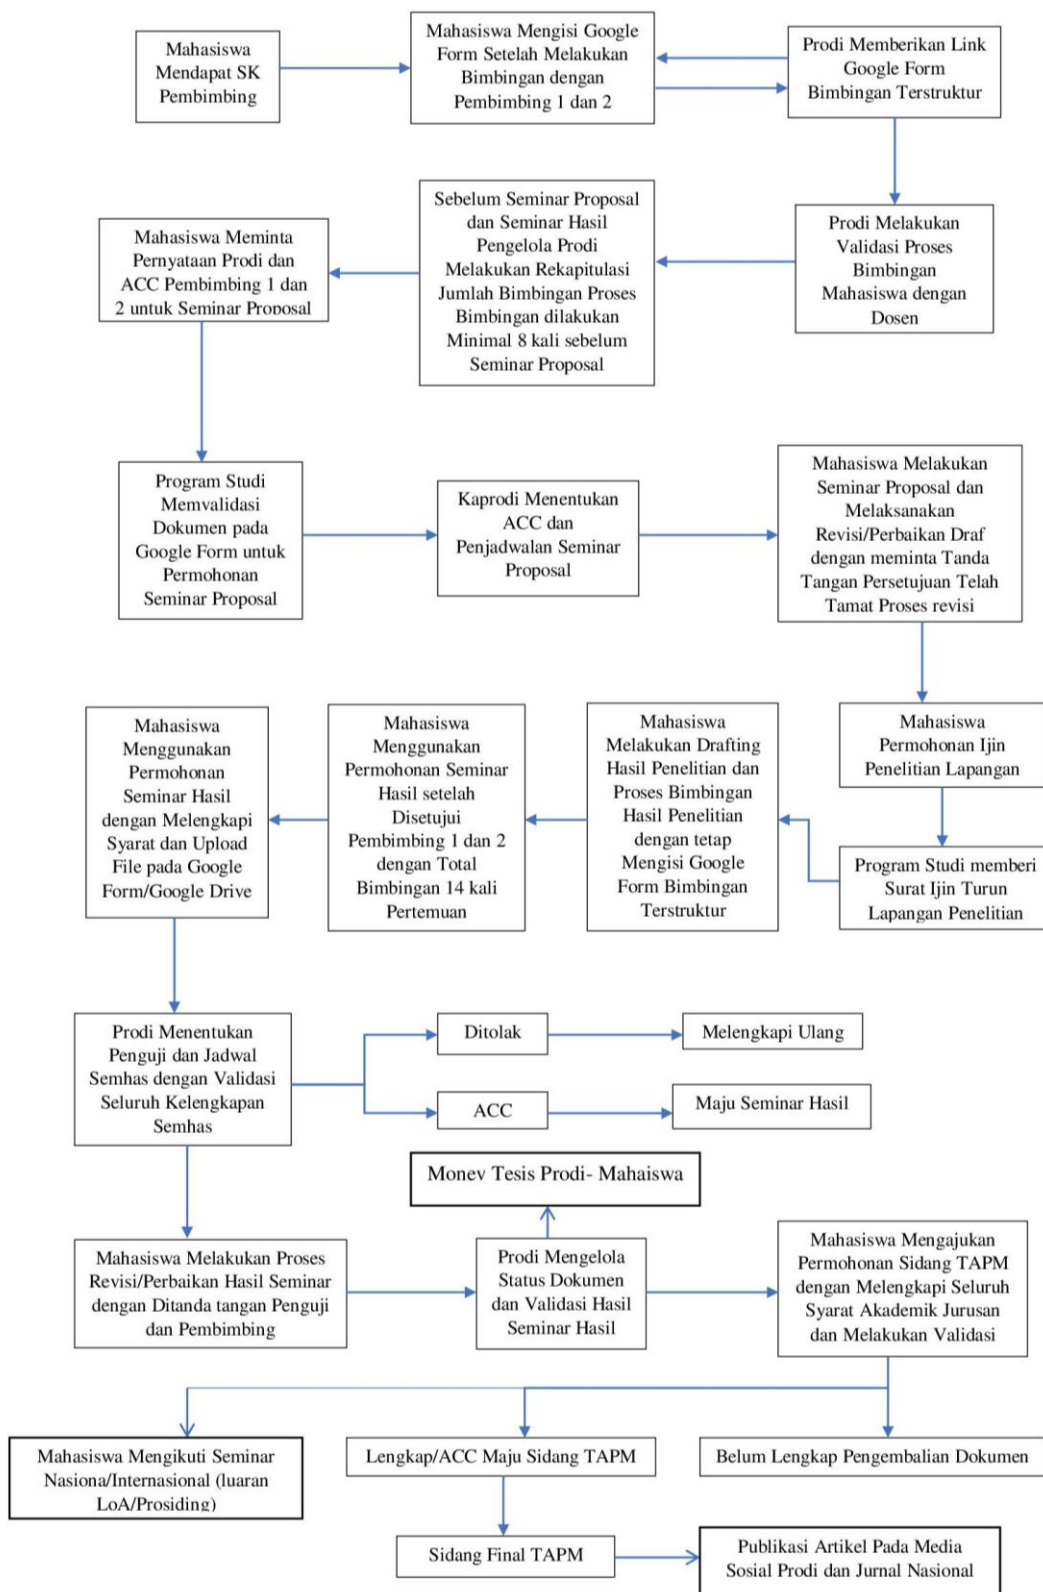 Mahasiswa
Mendapat SK
Pembimbing
Mahasiswa Mengisi Google
Form Setelah Melakukan
Bimbingan dengan
Pembimbing 1 dan 2
Prodi Memberikan Link
Google Form
Bimbingan Terstruktur
Mahasiswa Meminta
Pernyataan Prodi dan
ACC Pembimbing 1 dan
2 untuk Seminar Proposal
Sebelum Seminar Proposal
dan Seminar Hasil
Pengelola Prodi
Melakukan Rekapitulasi
Jumlah Bimbingan Proses
Bimbingan dilakukan
Minimal 8 kali sebelum
Seminar Proposal
Prodi Melakukan
Validasi Proses
Bimbingan
Mahasiswa dengan
Dosen
Program Studi
Memvalidasi
Dokumen pada
Google Form untuk
Permohonan
Seminar Proposal
Kaprodi Menentukan
ACC dan
Penjadwalan Seminar
Proposal
Mahasiswa Melakukan
Seminar Proposal dan
Melaksanakan
Revisi/Perbaikan Draf
dengan meminta Tanda
Tangan Persetujuan Telah
Tamat Proses revisi
Mahasiswa
Menggunakan
Permohonan
Seminar Hasil
dengan Melengkapi
Syarat dan Upload
File pada Google
Form/Google Drive
Mahasiswa
Menggunakan
Permohonan Seminar
Hasil setelah
Disetujui
Pembimbing 1 dan 2
dengan Total
Bimbingan 14 kali
Pertemuan
Mahasiswa
Melakukan Drafting
Hasil Penelitian dan
Proses Bimbingan
Hasil Penelitian
dengan tetap
Mengisi Google
Form Bimbingan
Terstruktur
Mahasiswa
Permohonan Ijin
Penelitian Lapangan
Program Studi memberi
Surat Ijin Turun
Lapangan Penelitian
Prodi Menentukan
Penguji dan Jadwal
Semhas dengan Validasi
Seluruh Kelengkapan
Semhas
Ditolak
Melengkapi Ulang
ACC
Maju Seminar Hasil
Monev Tesis Prodi- Mahaiswa
Mahasiswa Melakukan Proses
Revisi/Perbaikan Hasil Seminar
dengan Ditanda tangan Penguji
dan Pembimbing
Prodi Mengelola
Status Dokumen
dan Validasi Hasil
Seminar Hasil
Mahasiswa Mengajukan
Permohonan Sidang TAPM
dengan Melengkapi Seluruh
Syarat Akademik Jurusan
dan Melakukan Validasi
Mahasiswa Mengikuti Seminar
Nasiona/Internasional (luaran
LoA/Prosiding)
Lengkap/ACC Maju Sidang TAPM
Belum Lengkap Pengembalian Dokumen
Sidang Final TAPM
Publikasi Artikel Pada Media
Sosial Prodi dan Jurnal Nasional